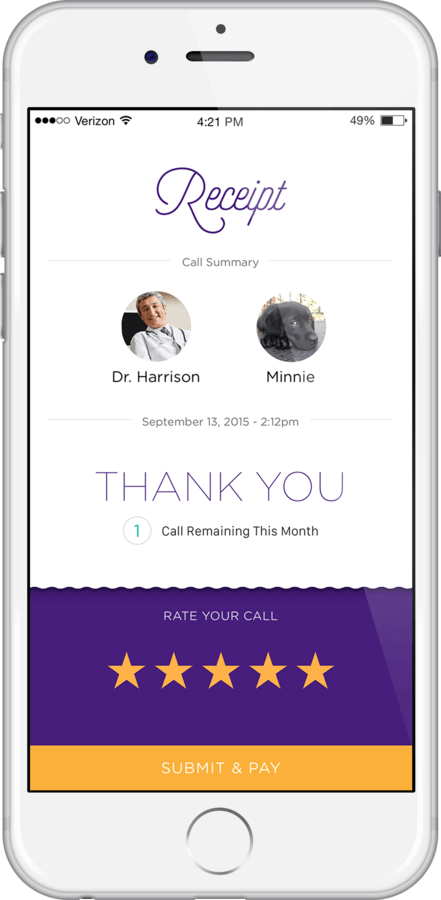 Verizon 4:21 PM 49%
Receipt
Call Summary
Dr. Harrison Minnie
September 13, 2015 - 2:12pm
THANK YOU
1 Call Remaining This Month
RATE YOUR CALL
SUBMIT & PAY